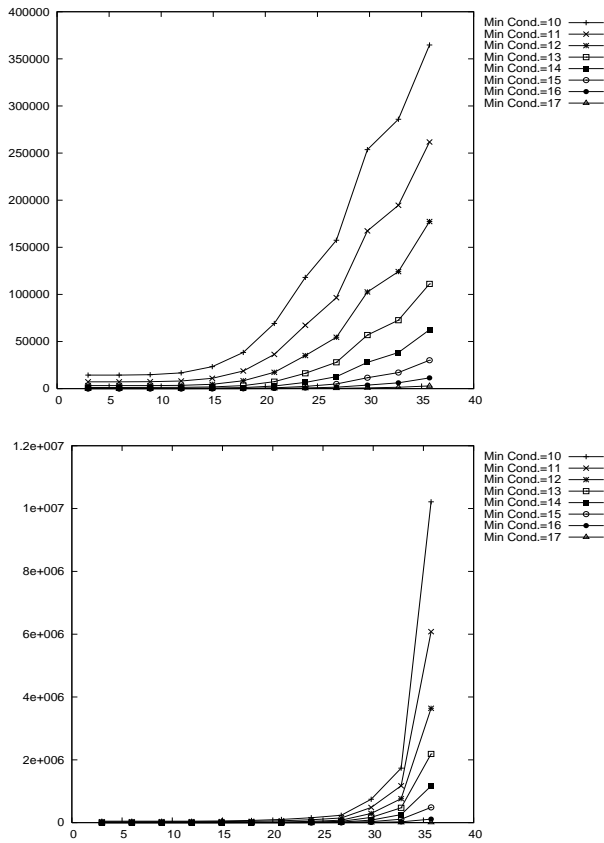 400000
350000
300000
250000
200000
150000
100000
50000
0
0 5 10 15 20 25 30 35 40
Min Cond.=10
Min Cond.=11
Min Cond.=12
Min Cond.=13
Min Cond.=14
Min Cond.=15
Min Cond.=16
Min Cond.=17
1.2e+007
1e+007
8e+006
6e+006
4e+006
2e+006
0
0 5 10 15 20 25 30 35 40
Min Cond.=10
Min Cond.=11
Min Cond.=12
Min Cond.=13
Min Cond.=14
Min Cond.=15
Min Cond.=16
Min Cond.=17